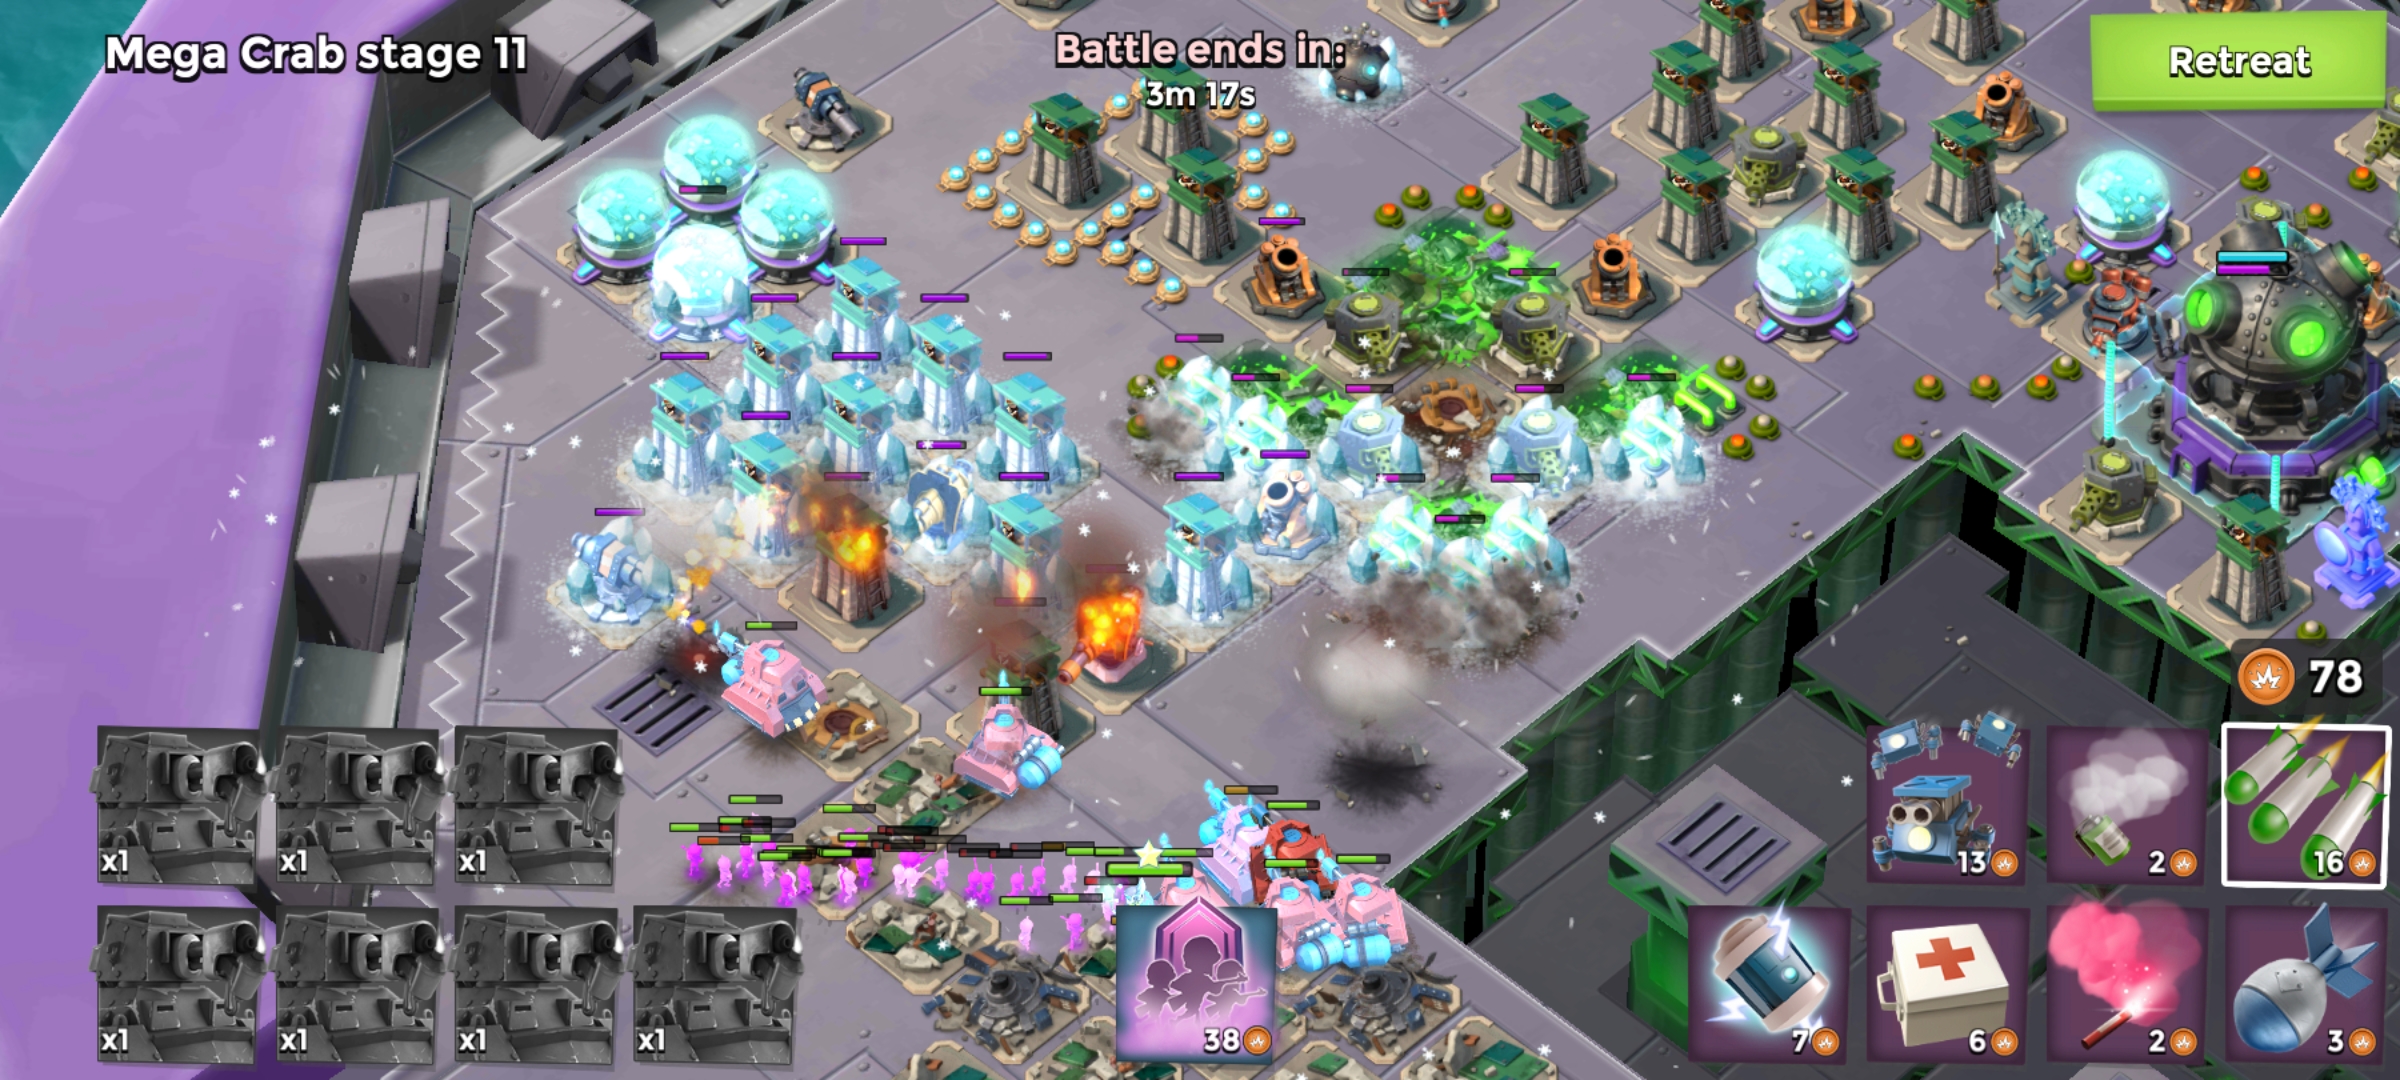 Mega Crab stage 11
Battle ends in:
3m 17s
Retreat
78
x1
x1
x1
13
2
16
x1
x1
x1
x1
38
7
6
2
3